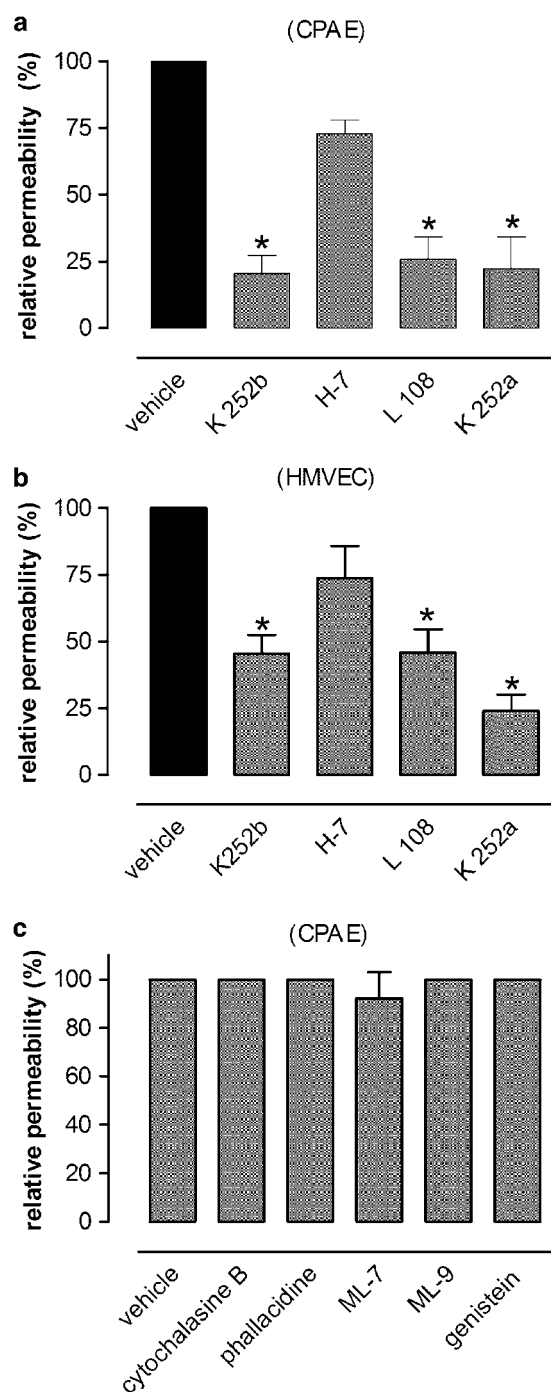 a
(CPAE)
relative permeability (%)
100
75
50
25
0
*
*
*
vehicle
K 252b
H-7
L 108
K 252a
b
(HMVEC)
relative permeability (%)
100
75
50
25
0
*
*
*
vehicle
K252b
H-7
L 108
K 252a
c
(CPAE)
relative permeability (%)
100
80
60
40
20
0
vehicle
cytochalasine B
phallacidine
ML-7
ML-9
genistein